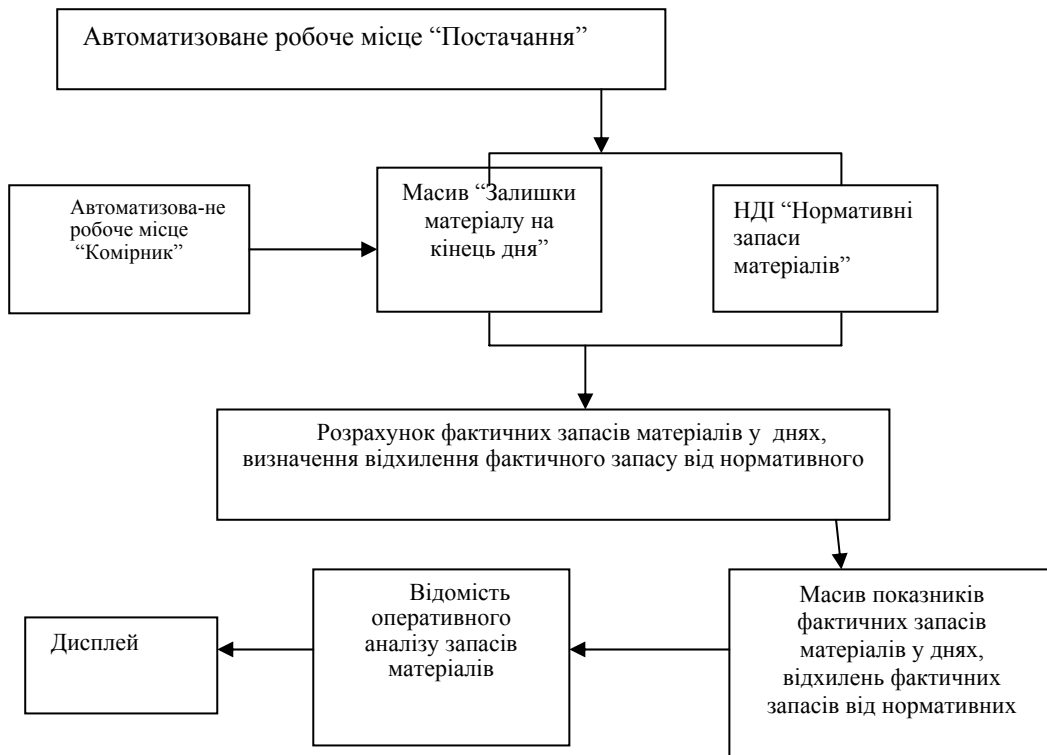 Автоматизоване робоче місце “Постачання”
Автоматизова-не
робоче місце
“Комірник”
Масив “Залишки
матеріалу на
кінець дня”
НДІ “Нормативні
запаси
матеріалів”
Розрахунок фактичних запасів матеріалів у днях,
визначення відхилення фактичного запасу від нормативного
Дисплей
Відомість
оперативного
аналізу запасів
матеріалів
Масив показників
фактичних запасів
матеріалів у днях,
відхилень фактичних
запасів від нормативних